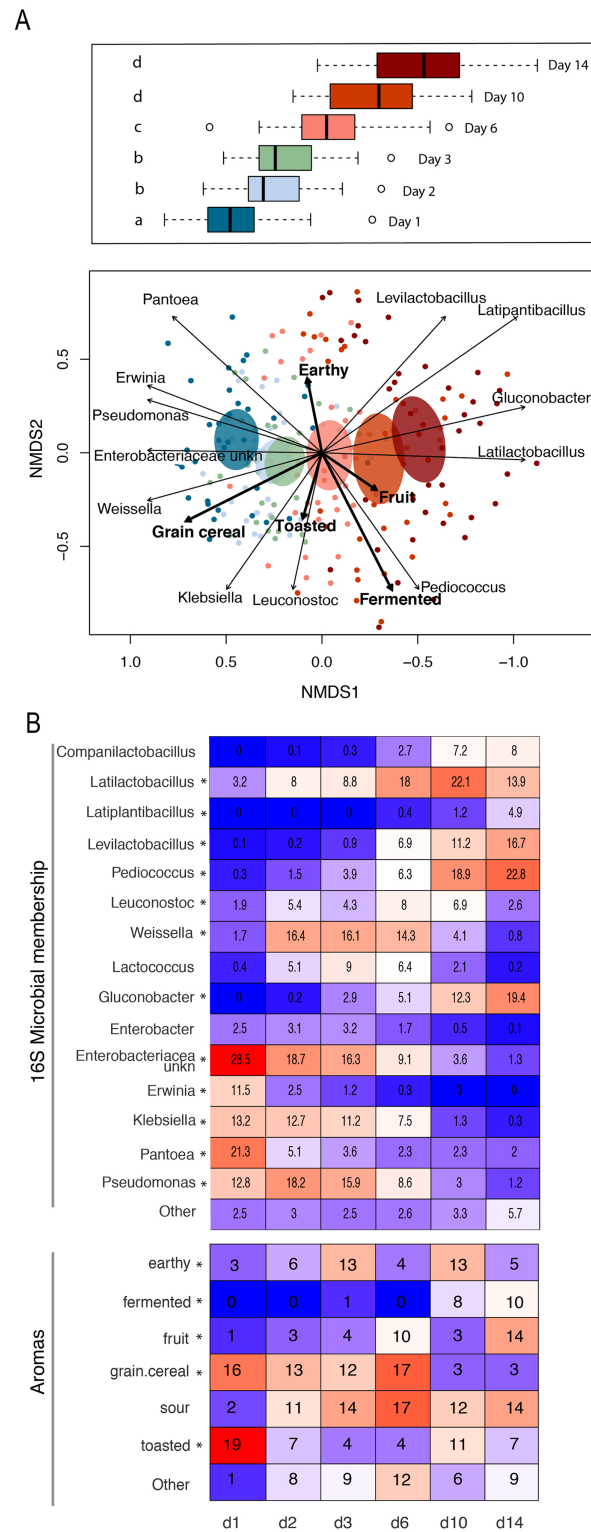 A
d Day 14
d Day 10
c Day 6
b Day 3
b Day 2
a Day 1
Pantoea
Levilactobacillus
Latipantibacillus
Earthy
Erwinia
Gluconobacter
Pseudomonas
Enterobacteriaceae unkn
Latilactobacillus
Fruit
Weissella
Grain cereal
Toasted
Klebsiella
Leuconostoc
Pediococcus
Fermented
NMDS2
0.5
0.0
−0.5
1.0 0.5 0.0 −0.5 −1.0
NMDS1
B
16S Microbial membership
Companilactobacillus 0 0.1 0.3 2.7 7.2 8
Latilactobacillus * 3.2 8 8.8 18 22.1 13.9
Latiplantibacillus * 0 0 0 0.4 1.2 4.9
Levilactobacillus * 0.1 0.2 0.9 6.9 11.2 16.7
Pediococcus * 0.3 1.5 3.9 6.3 18.9 22.8
Leuconostoc * 1.9 5.4 4.3 8 6.9 2.6
Weissella * 1.7 16.4 16.1 14.3 4.1 0.8
Lactococcus 0.4 5.1 9 6.4 2.1 0.2
Gluconobacter * 0 0.2 2.9 5.1 12.3 19.4
Enterobacter 2.5 3.1 3.2 1.7 0.5 0.1
Enterobacteriacea * 28.5 18.7 16.3 9.1 3.6 1.3
unkn
Erwinia * 11.5 2.5 1.2 0.3 0 0
Klebsiella * 13.2 12.7 11.2 7.5 1.3 0.3
Pantoea * 21.3 5.1 3.6 2.3 2.3 2
Pseudomonas * 12.8 18.2 15.9 8.6 3 1.2
Other 2.5 3 2.5 2.6 3.3 5.7
Aromas
earthy * 3 6 13 4 13 5
fermented * 0 0 1 0 8 10
fruit * 1 3 4 10 3 14
grain.cereal * 16 13 12 17 3 3
sour 2 11 14 17 12 14
toasted * 19 7 4 4 11 7
Other 1 8 9 12 6 9
d1 d2 d3 d6 d10 d14